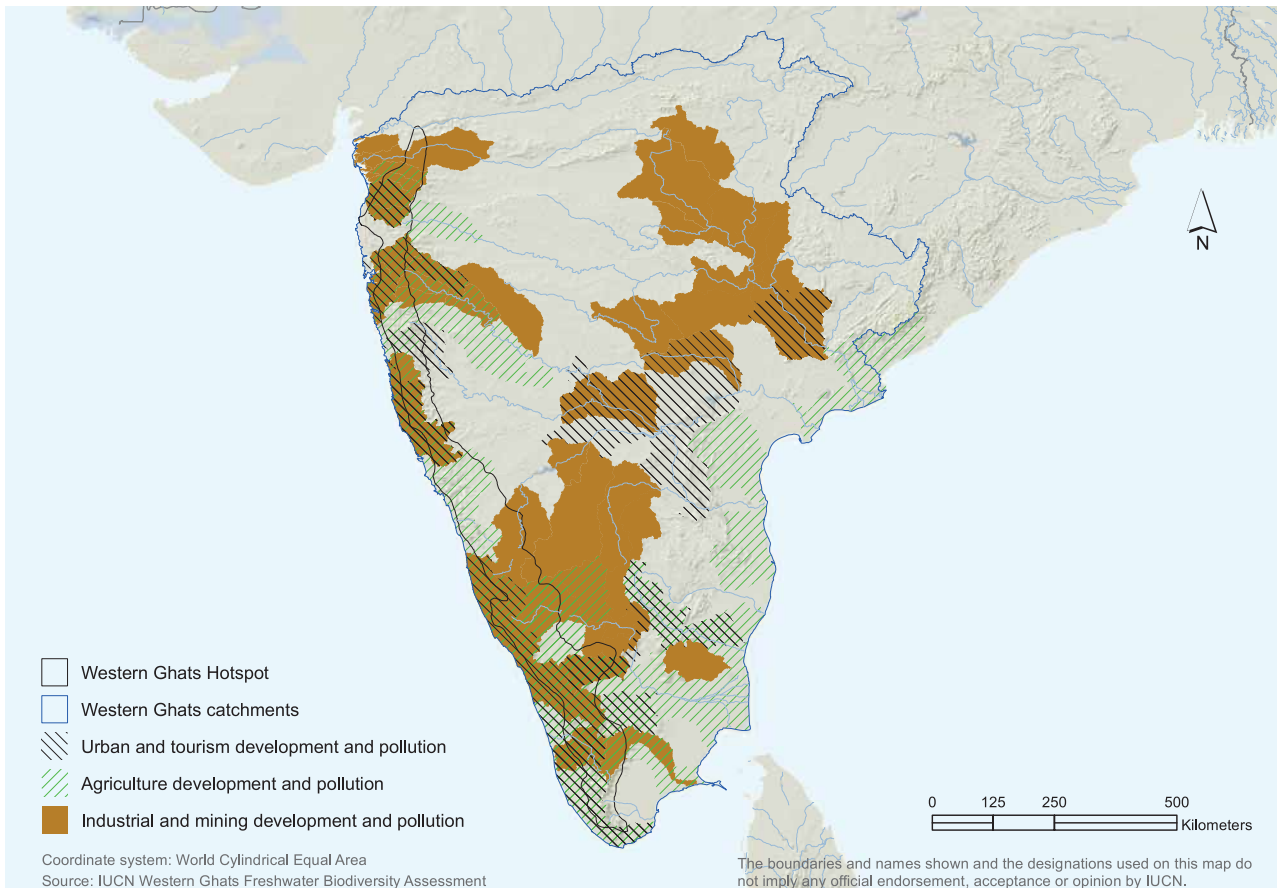 N
Western Ghats Hotspot
Western Ghats catchments
Urban and tourism development and pollution
Agriculture development and pollution
Industrial and mining development and pollution
0 125 250 500
Kilometers
Coordinate system: World Cylindrical Equal Area
Source: IUCN Western Ghats Freshwater Biodiversity Assessment
The boundaries and names shown and the designations used on this map do
not imply any official endorsement, acceptance or opinion by IUCN.